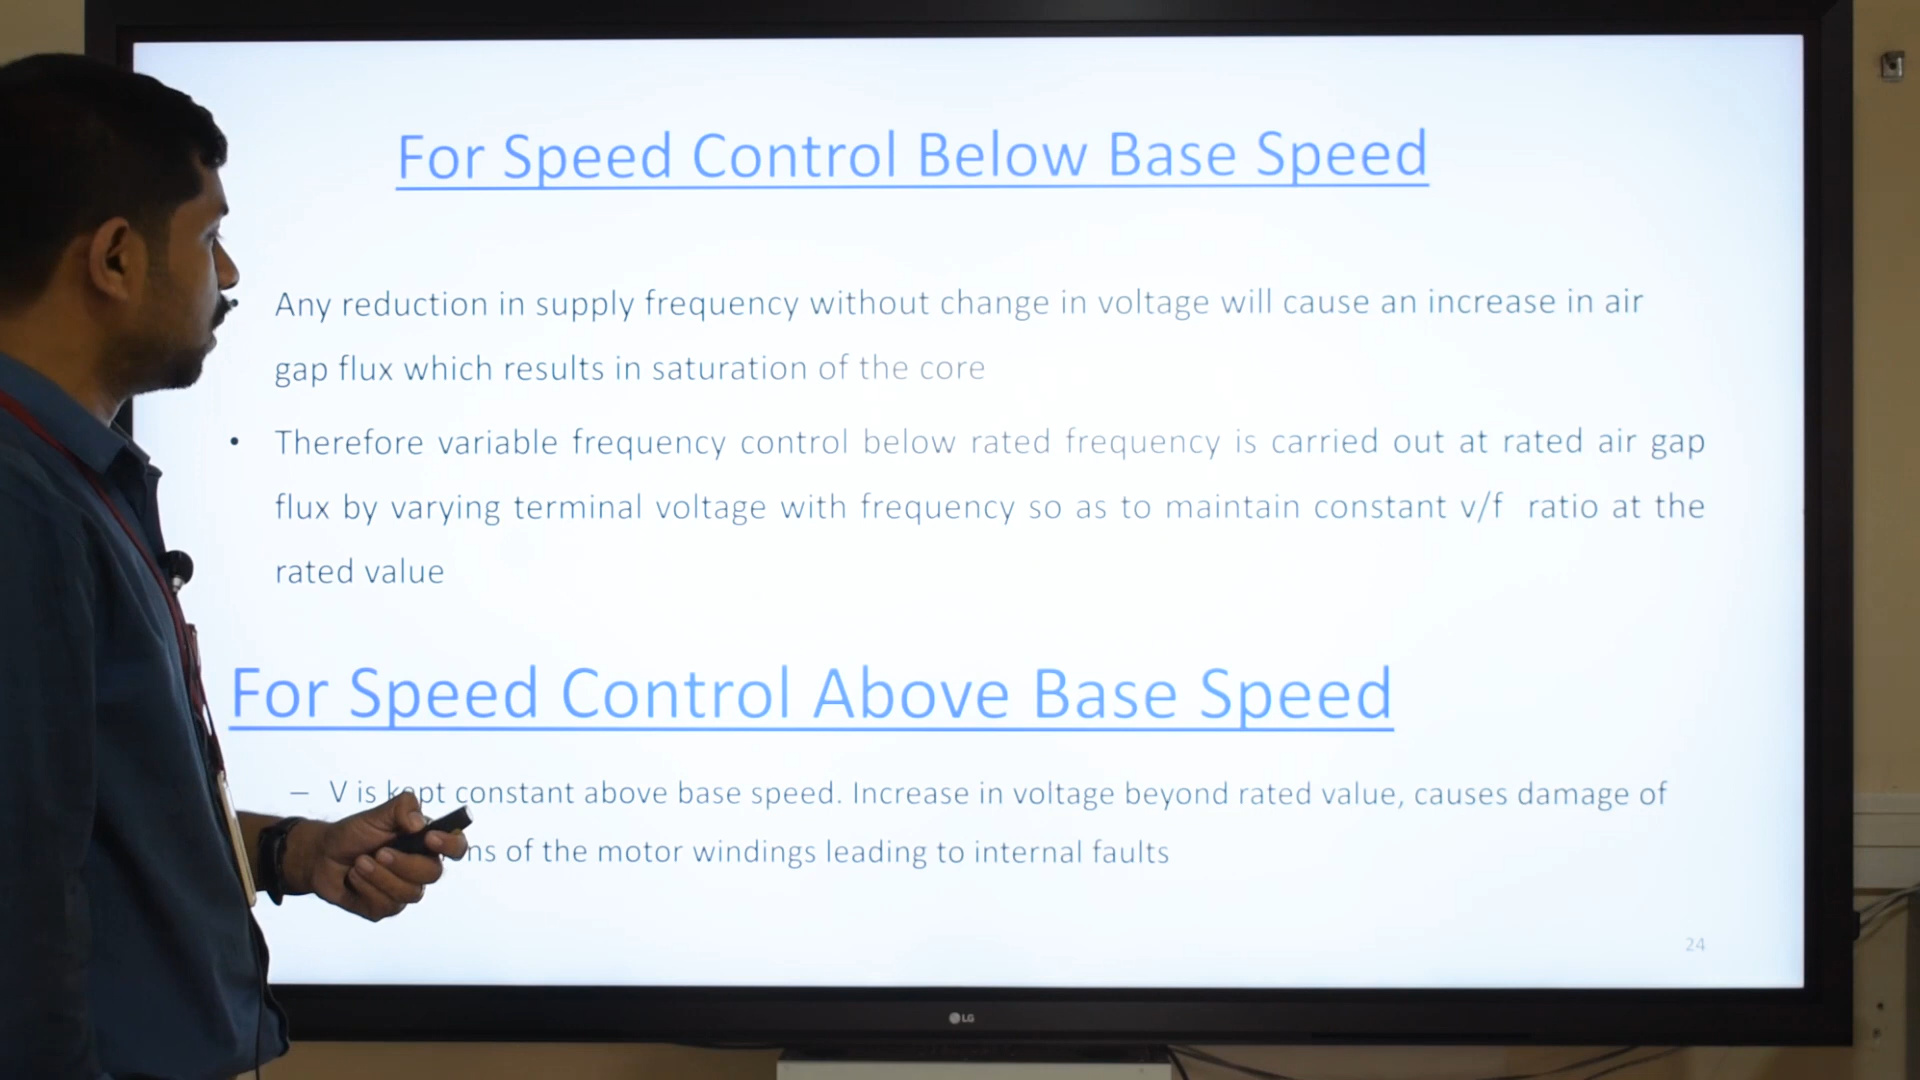 For Speed Control Below Base Speed
Any reduction in supply frequency without change in voltage will cause an increase in air
gap flux which results in saturation of the core
• Therefore variable frequency control below rated frequency is carried out at rated air gap
flux by varying terminal voltage with frequency so as to maintain constant v/f ratio at the
rated value
For Speed Control Above Base Speed
– V is kept constant above base speed. Increase in voltage beyond rated value, causes damage of
of the motor windings leading to internal faults
24
LG